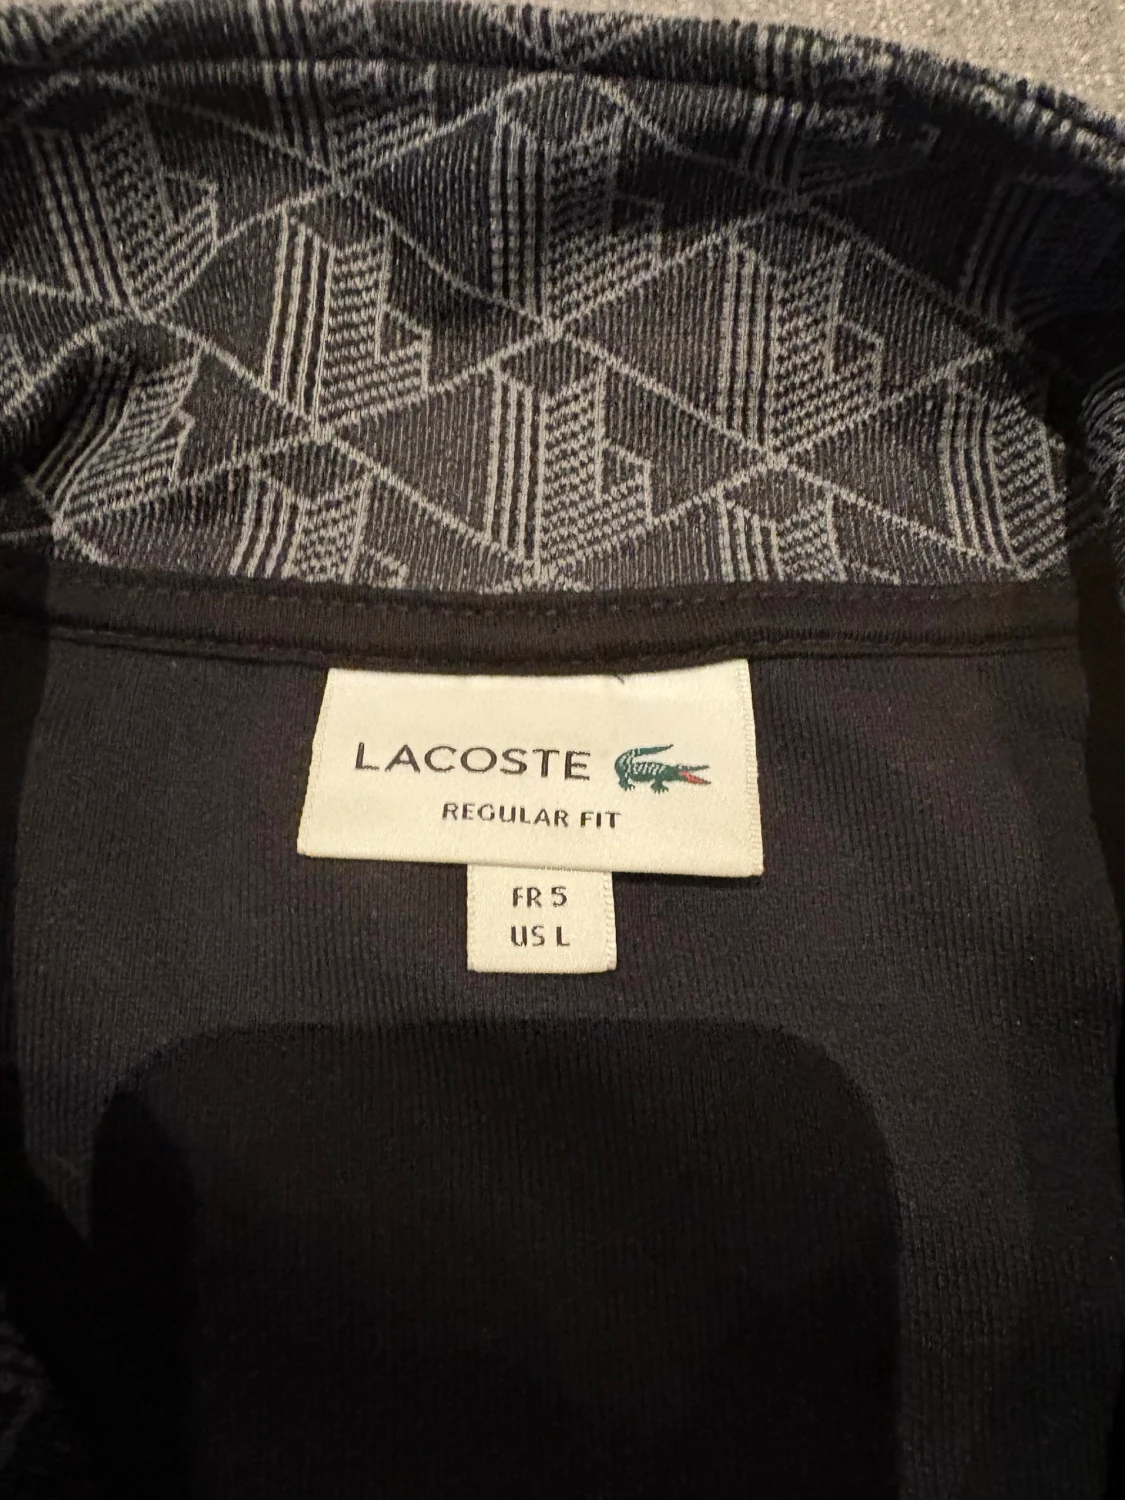 LACOSTE
REGULAR FIT
FR 5
US L